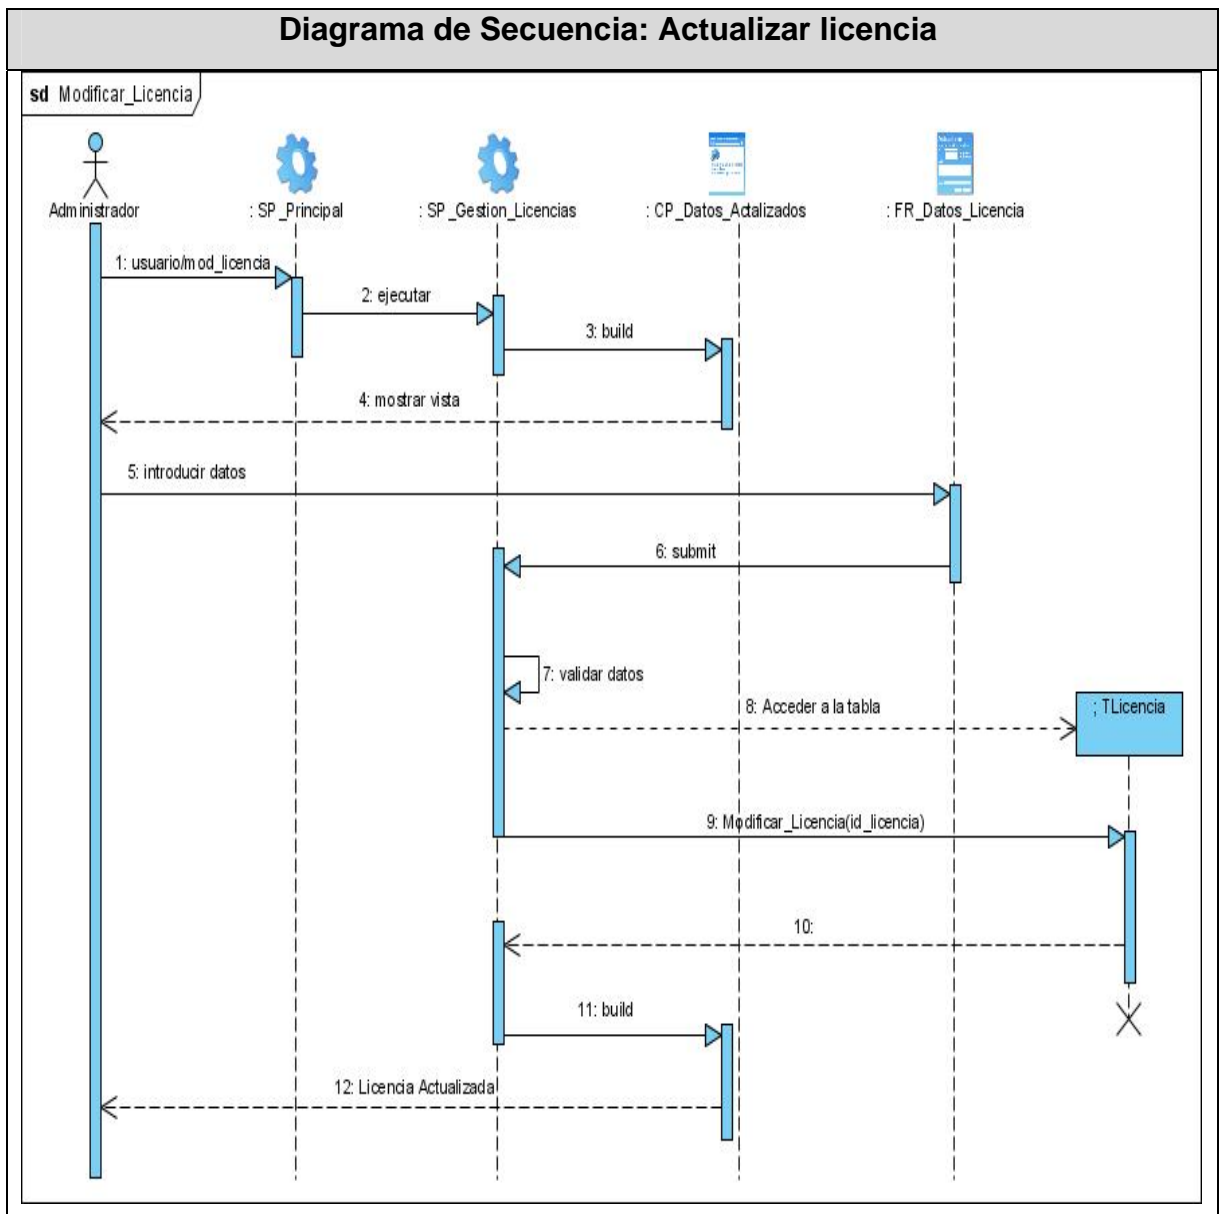 Diagrama de Secuencia: Actualizar licencia
sd Modificar_Licencia
Administrador
: SP_Principal
: SP_Gestion_Licencias
: CP_Datos_Actalizados
: FR_Datos_Licencia
1: usuario/mod_licencia
2: ejecutar
3: build
4: mostrar vista
5: introducir datos
6: submit
7: validar datos
8: Acceder a la tabla
; TLicencia
9: Modificar_Licencia(id_licencia)
10:
11: build
12: Licencia Actualizada